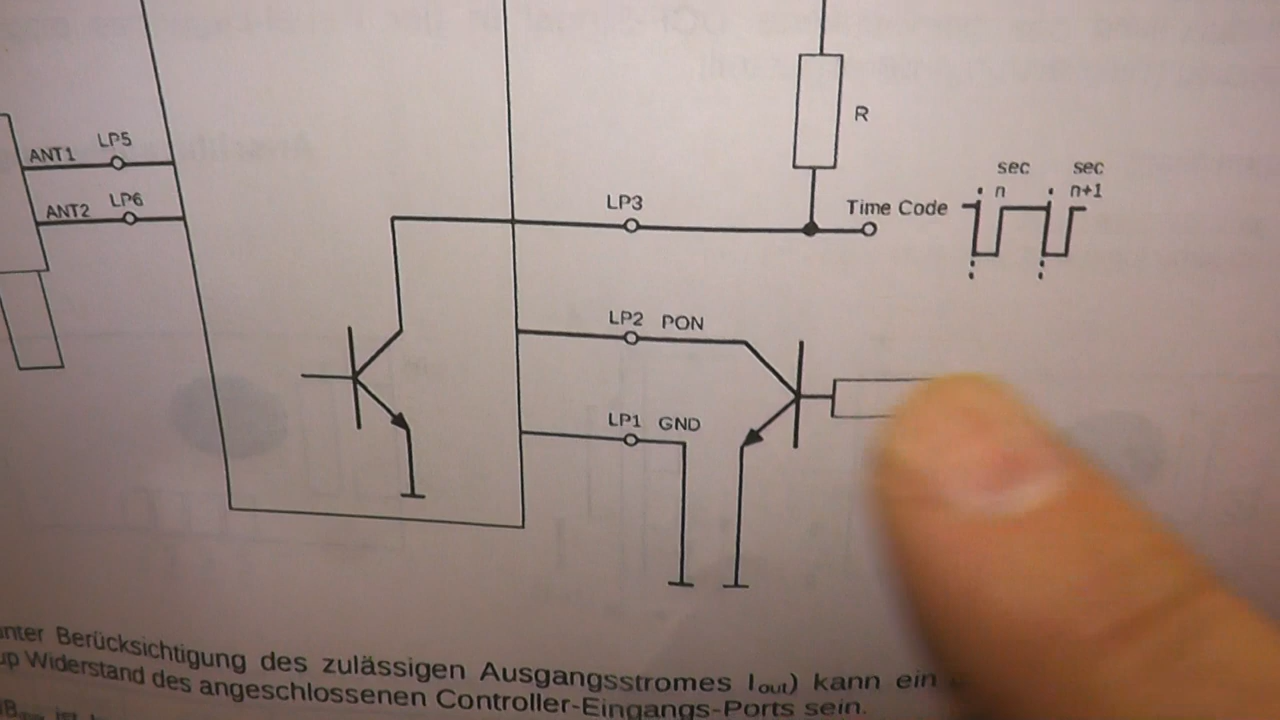 R
LP5
ANT1
LP6
ANT2
sec sec
n n+1
LP3
Time Code
LP2 PON
LP1 GND
unter Berücksichtigung des zulässigen Ausgangsstromes Iout) kann ein
up Widerstand des angeschlossenen Controller-Eingangs-Ports sein.